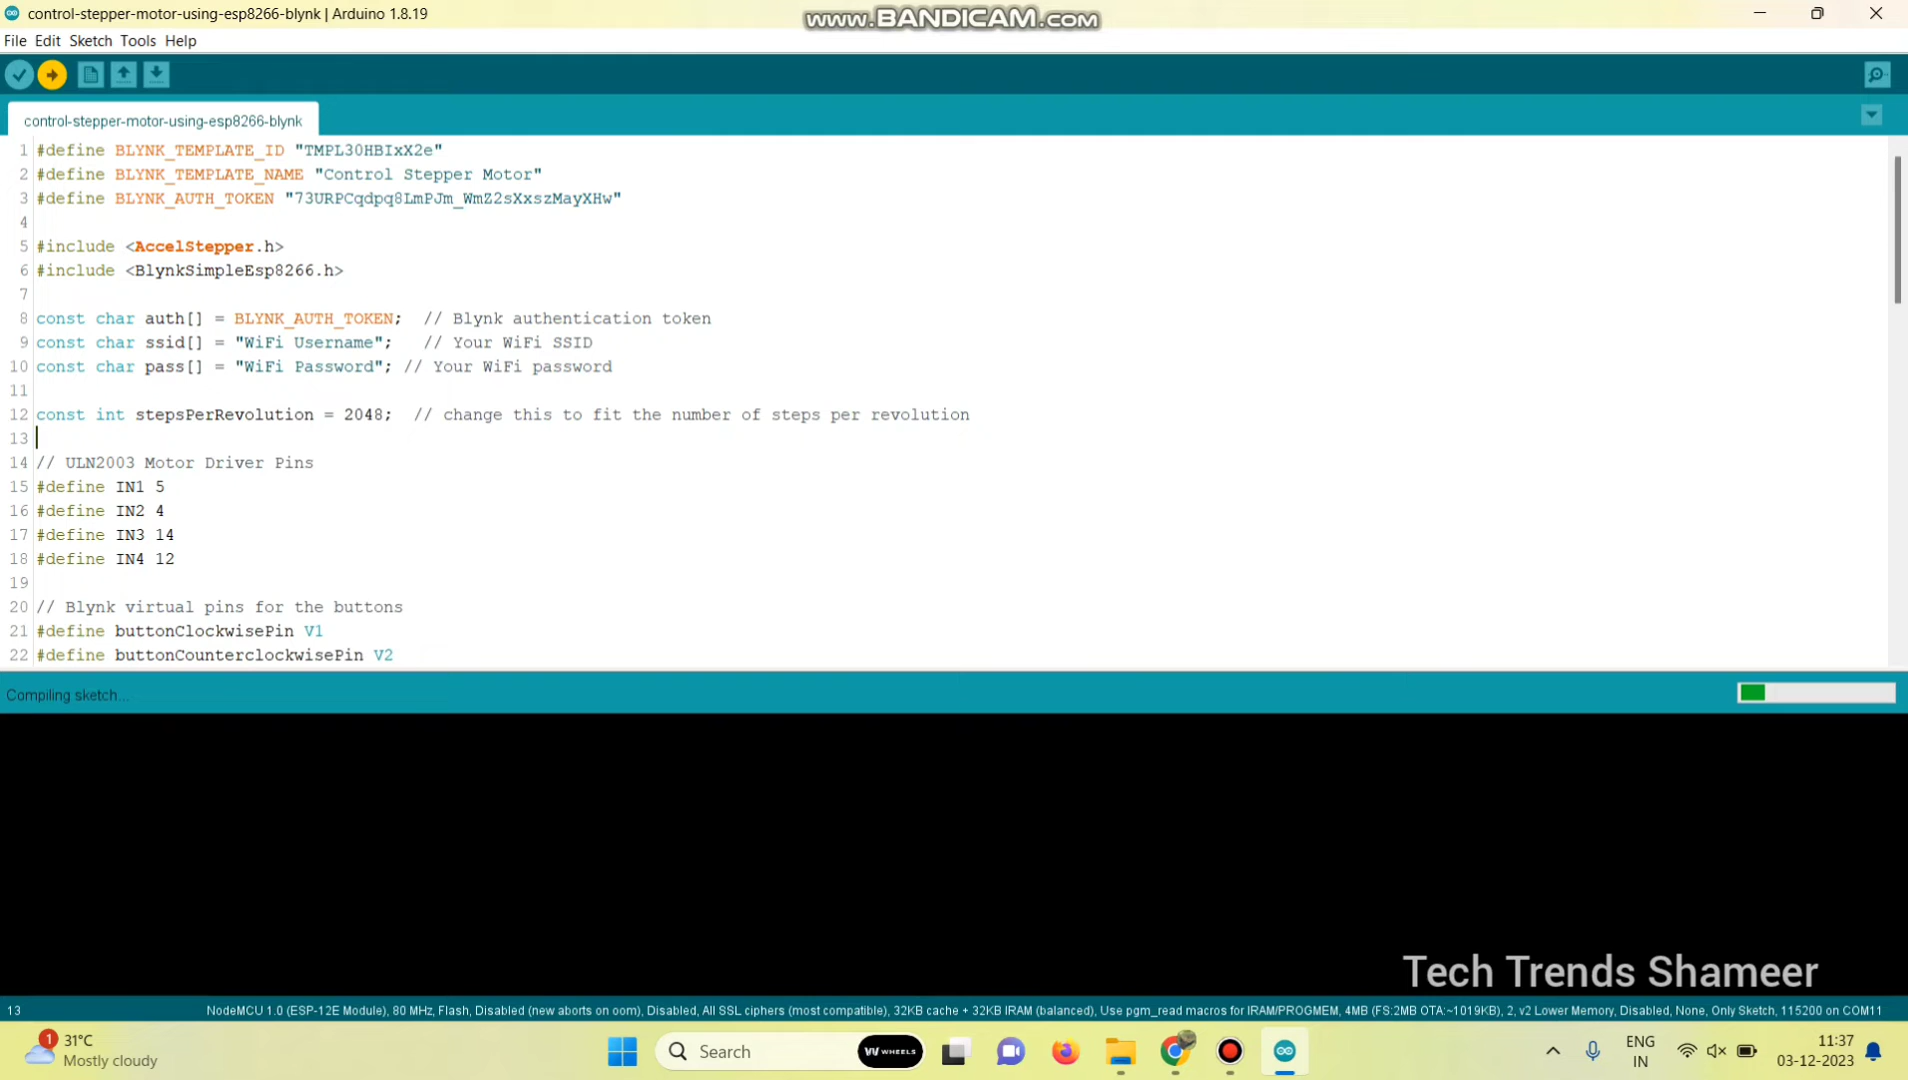 control-stepper-motor-using-esp8266-blynk | Arduino 1.8.19
www.BANDICAM.com
File Edit Sketch Tools Help
control-stepper-motor-using-esp8266-blynk
1 #define BLYNK_TEMPLATE_ID "TMPL30HBIxX2e"
2 #define BLYNK_TEMPLATE_NAME "Control Stepper Motor"
3 #define BLYNK_AUTH_TOKEN "73URPCqdpq8LmPJm_WmZ2sXxszMayXHw"
4
5 #include <AccelStepper.h>
6 #include <BlynkSimpleEsp8266.h>
7
8 const char auth[] = BLYNK_AUTH_TOKEN;  // Blynk authentication token
9 const char ssid[] = "WiFi Username";   // Your WiFi SSID
10 const char pass[] = "WiFi Password"; // Your WiFi password
11
12 const int stepsPerRevolution = 2048;  // change this to fit the number of steps per revolution
13
14 // ULN2003 Motor Driver Pins
15 #define IN1 5
16 #define IN2 4
17 #define IN3 14
18 #define IN4 12
19
20 // Blynk virtual pins for the buttons
21 #define buttonClockwisePin V1
22 #define buttonCounterclockwisePin V2
Compiling sketch...
Tech Trends Shameer
13 NodeMCU 1.0 (ESP-12E Module), 80 MHz, Flash, Disabled (new aborts on oom), Disabled, All SSL ciphers (most compatible), 32KB cache + 32KB IRAM (balanced), Use pgm_read macros for IRAM/PROGMEM, 4MB (FS:2MB OTA:~1019KB), 2, v2 Lower Memory, Disabled, None, Only Sketch, 115200 on COM11
1 31°C
Mostly cloudy
Search
WHEELS
ENG
IN
11:37
03-12-2023